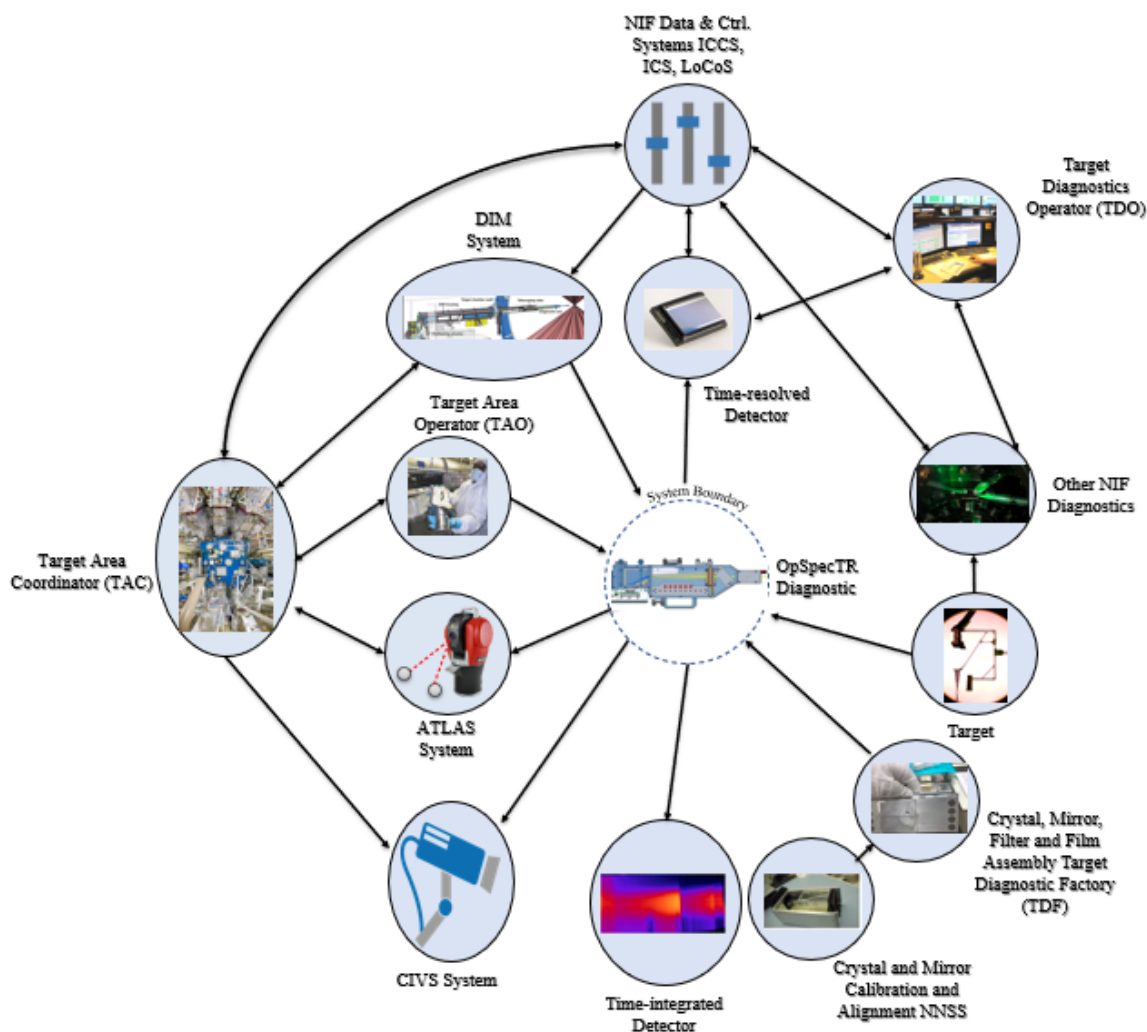 NIF Data & Ctrl.
Systems ICCS,
ICS, LoCoS
Target
Diagnostics
Operator (TDO)
DIM
System
Time-resolved
Detector
Target Area
Operator (TAO)
System Boundary
Other NIF
Diagnostics
Target Area
Coordinator (TAC)
OpSpecTR
Diagnostic
ATLAS
System
Target
Crystal, Mirror,
Filter and Film
Assembly Target
Diagnostic Factory
(TDF)
CIVS System
Time-integrated
Detector
Crystal and Mirror
Calibration and
Alignment NNSS